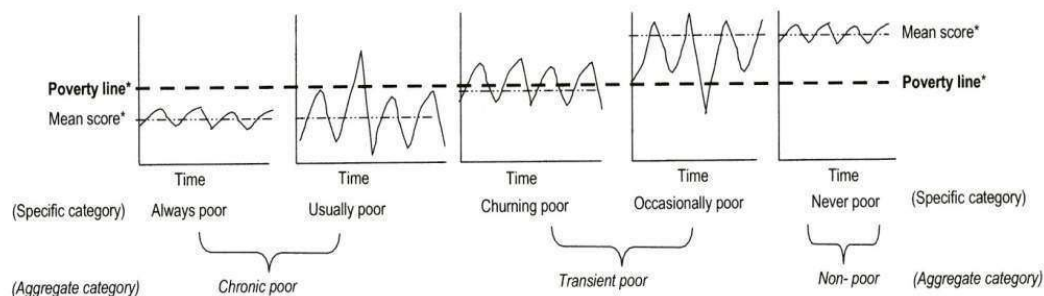 Mean score*
Poverty line*
Poverty line*
Mean score*
Time Time Time Time Time
(Specific category) Always poor Usually poor Churning poor Occasionally poor Never poor (Specific category)
(Aggregate category) Chronic poor Transient poor Non- poor (Aggregate category)